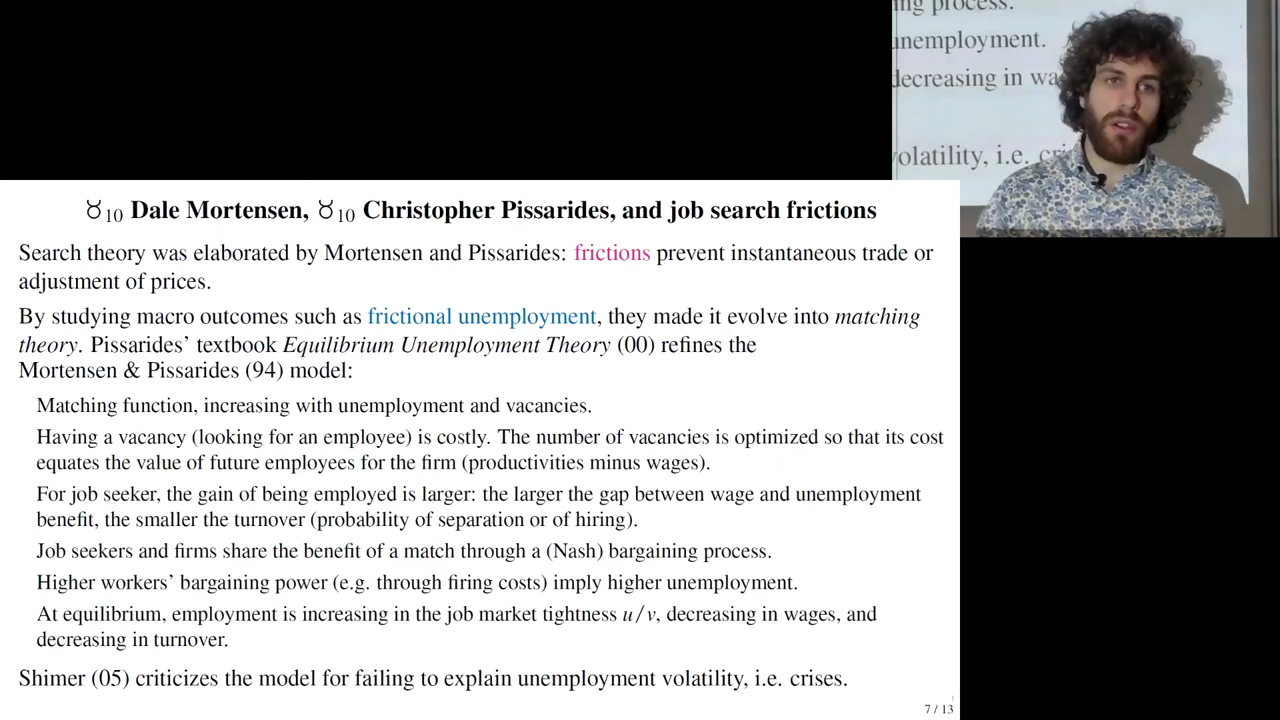 ing process.
unemployment.
decreasing in wa
volatility, i.e. cri
♉10 Dale Mortensen, ♉10 Christopher Pissarides, and job search frictions
Search theory was elaborated by Mortensen and Pissarides: frictions prevent instantaneous trade or
adjustment of prices.
By studying macro outcomes such as frictional unemployment, they made it evolve into matching
theory. Pissarides’ textbook Equilibrium Unemployment Theory (00) refines the
Mortensen & Pissarides (94) model:
Matching function, increasing with unemployment and vacancies.
Having a vacancy (looking for an employee) is costly. The number of vacancies is optimized so that its cost
equates the value of future employees for the firm (productivities minus wages).
For job seeker, the gain of being employed is larger: the larger the gap between wage and unemployment
benefit, the smaller the turnover (probability of separation or of hiring).
Job seekers and firms share the benefit of a match through a (Nash) bargaining process.
Higher workers’ bargaining power (e.g. through firing costs) imply higher unemployment.
At equilibrium, employment is increasing in the job market tightness u/v, decreasing in wages, and
decreasing in turnover.
Shimer (05) criticizes the model for failing to explain unemployment volatility, i.e. crises.
7 / 13